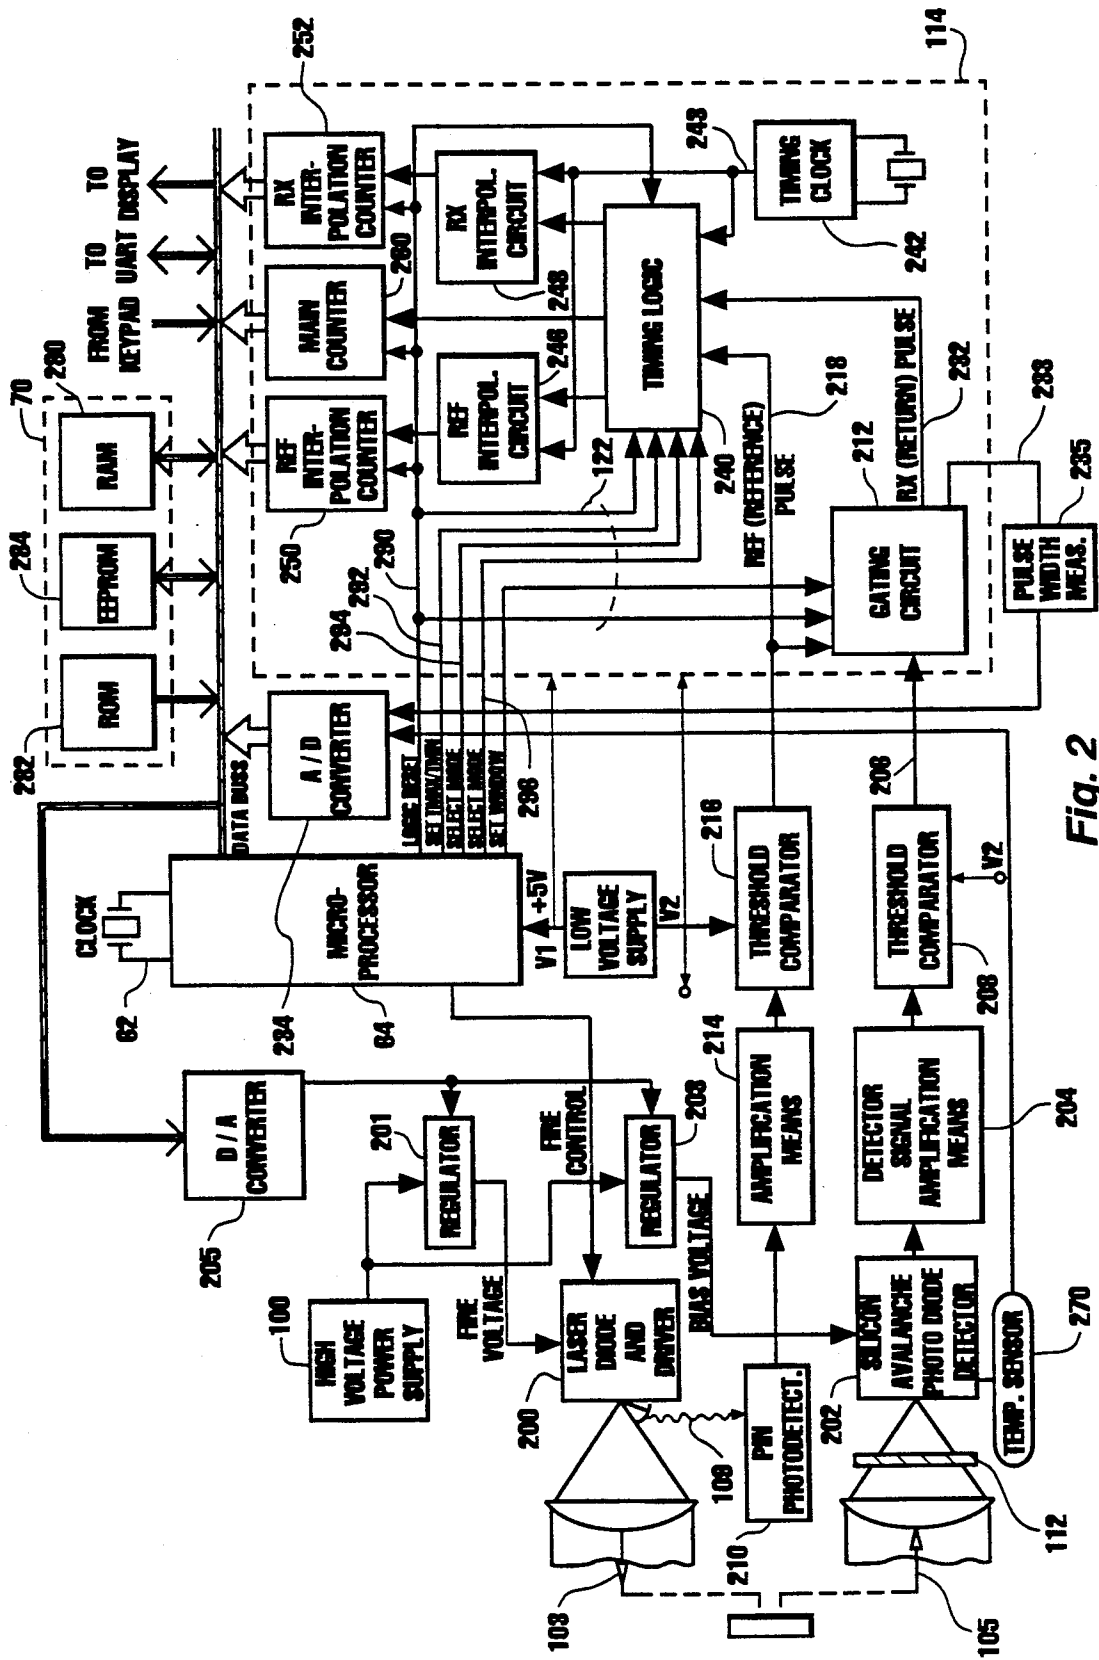 252
TO
DISPLAY
TO
UART
FROM
KEYPAD
70
280
RAM
284
EEPROM
282
ROM
DATA BUSS
CLOCK
62
MICRO-
PROCESSOR
64
A / D
CONVERTER
234
D / A
CONVERTER
205
114
RX
INTER-
POLATION
COUNTER
MAIN
COUNTER
260
REF
INTER-
POLATION
COUNTER
250
RX
INTERPOL.
CIRCUIT
248
REF
INTERPOL.
CIRCUIT
246
TIMING LOGIC
240
243
TIMING
CLOCK
242
122
290
292
294
296
LOGIC RESET
SET TMAX/TMIN
SELECT MODE
SELECT MODE
SET WINDOW
REF (REFERENCE)
PULSE
218
RX (RETURN) PULSE
232
212
GATING
CIRCUIT
233
235
PULSE
WIDTH
MEAS.
V1
+5V
LOW
VOLTAGE
SUPPLY
V2
216
THRESHOLD
COMPARATOR
206
THRESHOLD
COMPARATOR
208
V2
214
AMPLIFICATION
MEANS
DETECTOR
SIGNAL
AMPLIFICATION
MEANS
204
201
REGULATOR
FIRE
CONTROL
203
REGULATOR
100
HIGH
VOLTAGE
POWER
SUPPLY
FIRE
VOLTAGE
BIAS VOLTAGE
LASER
DIODE
AND
DRIVER
200
109
PIN
PHOTODETECT.
210
SILICON
AVALANCHE
PHOTO DIODE
DETECTOR
202
TEMP. SENSOR
270
112
103
105
Fig. 2